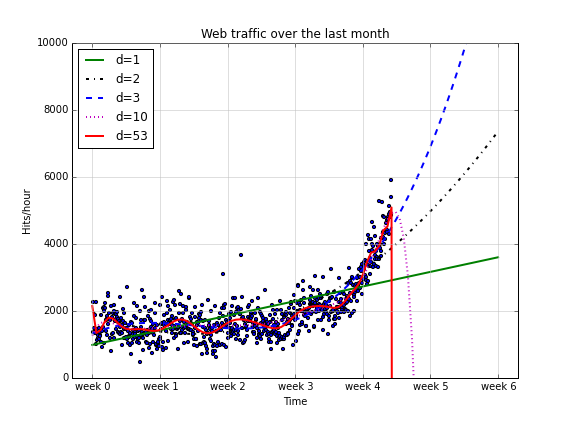 Web traffic over the last month
10000
8000
6000
4000
2000
0
Hits/hour
d=1
d=2
d=3
d=10
d=53
week 0 week 1 week 2 week 3 week 4 week 5 week 6
Time